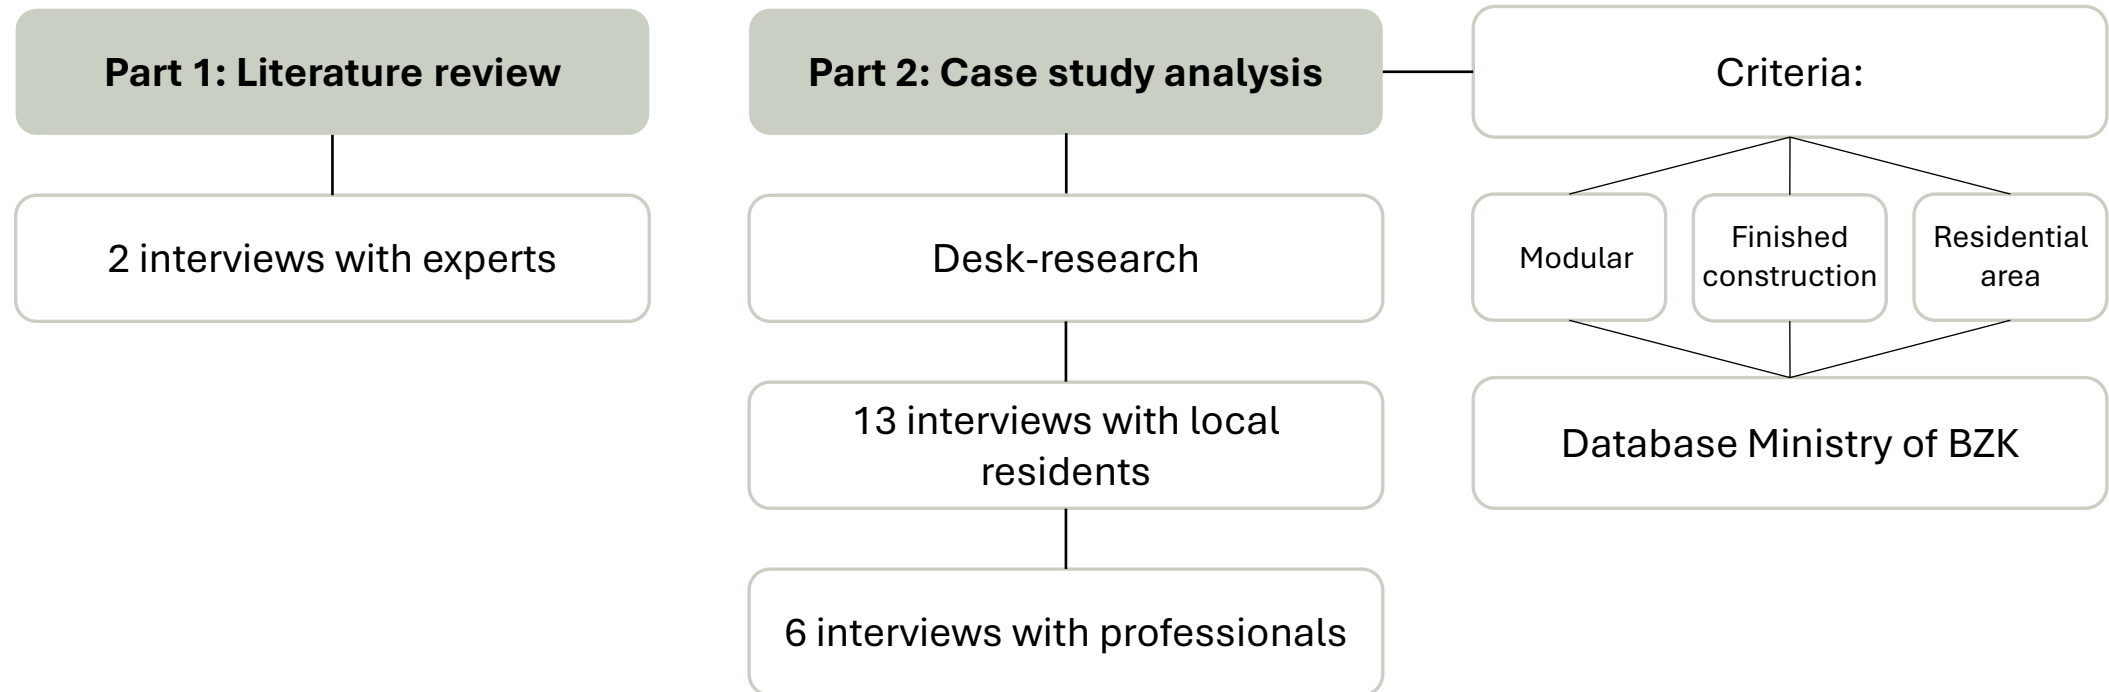 Part 1: Literature review
2 interviews with experts
Part 2: Case study analysis
Desk-research
13 interviews with local
residents
6 interviews with professionals
Criteria:
Modular
Finished
construction
Residential
area
Database Ministry of BZK